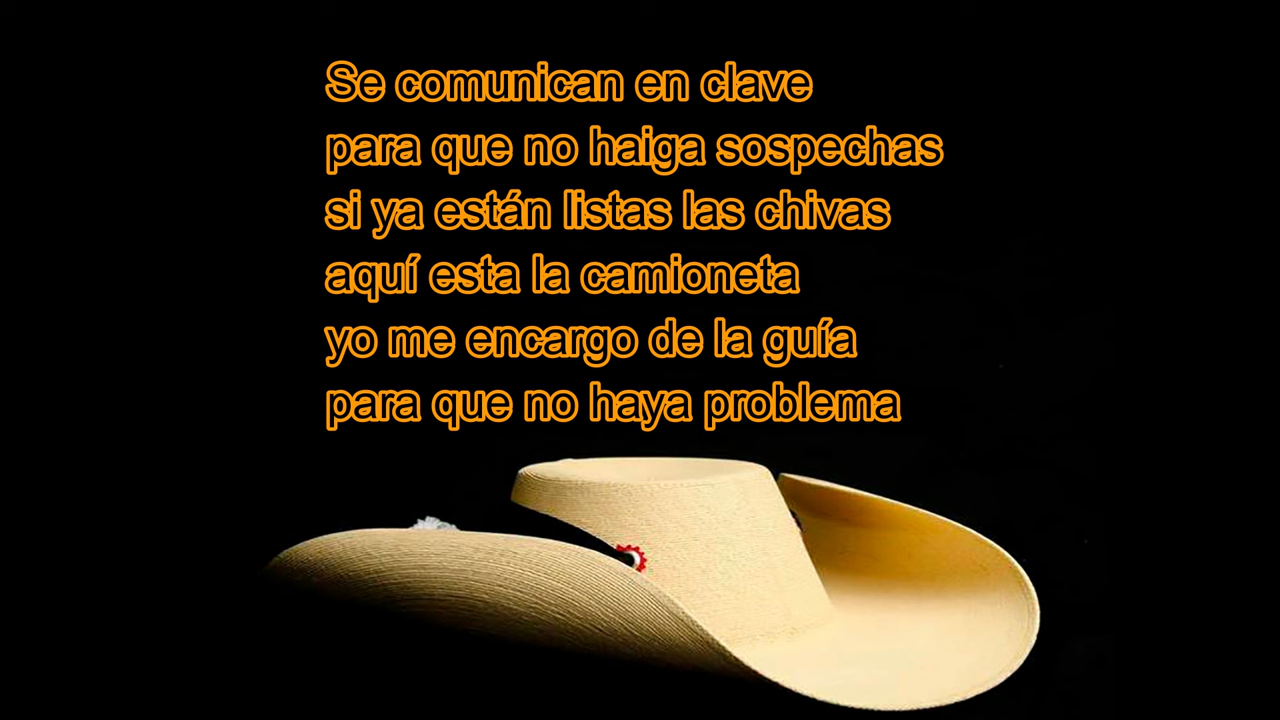 Se comunican en clave
para que no haiga sospechas
si ya están listas las chivas
aquí esta la camioneta
yo me encargo de la guía
para que no haya problema